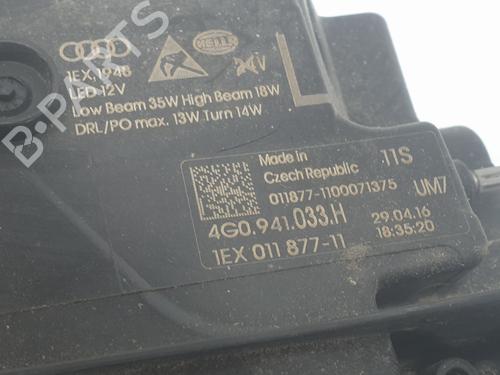 HELLA
1EX.1948
LED 12V
24V
Low Beam 35W High Beam 18W
DRL/PO max. 13W Turn 14W
L
Made in
Czech Republic
11S
011877-1100071375
UM7
4G0.941.033.H
29.04.16
1EX 011 877-11
18:35:20